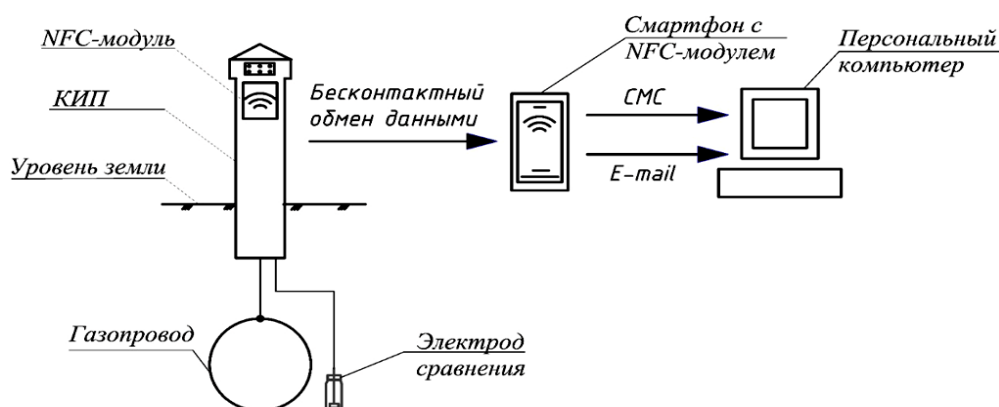 NFC-модуль
КИП
Уровень земли
Газопровод
Бесконтактный
обмен данными
Электрод
сравнения
Смартфон с
NFC-модулем
СМС
E-mail
Персональный
компьютер